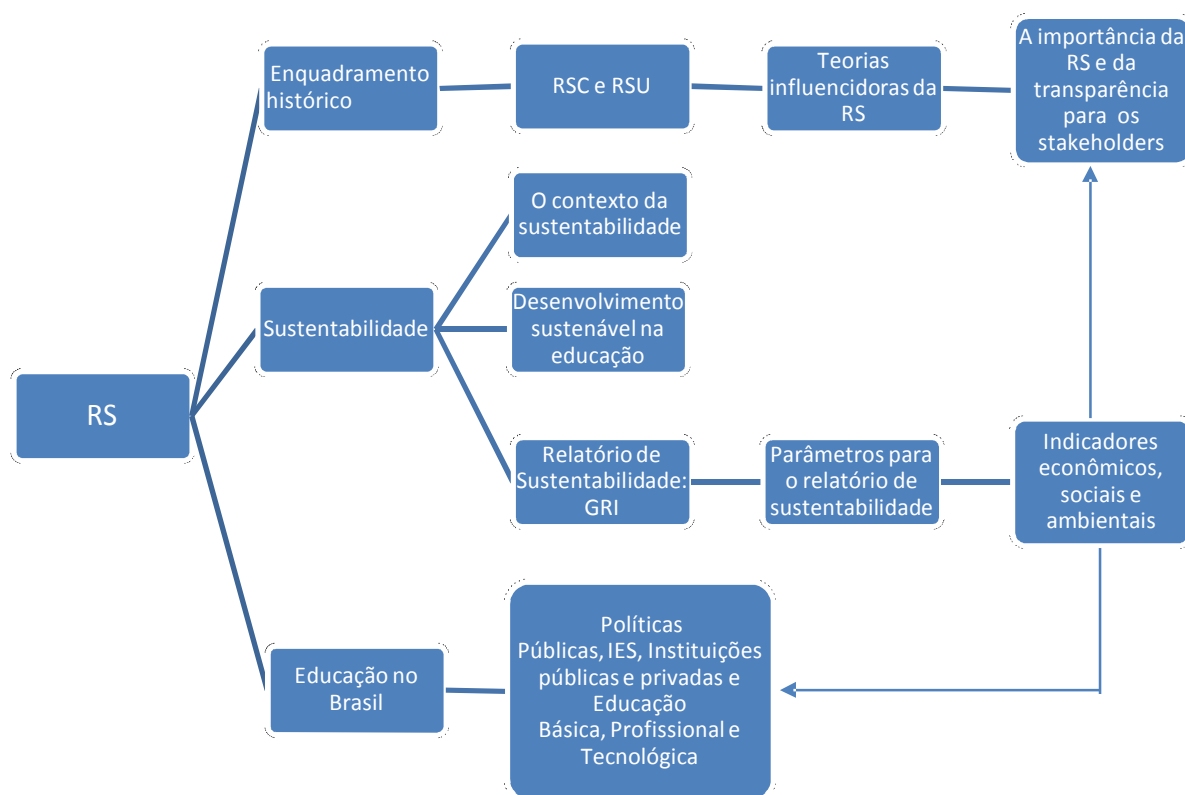 RS
Enquadramento
histórico
RSC e RSU
Teorias
influencidoras da
RS
A importância da
RS e da
transparência
para os
stakeholders
Sustentabilidade
O contexto da
sustentabilidade
Desenvolvimento
sustenável na
educação
Relatório de
Sustentabilidade:
GRI
Parâmetros para
o relatório de
sustentabilidade
Indicadores
econômicos,
sociais e
ambientais
Educação no
Brasil
Políticas
Públicas, IES, Instituições
públicas e privadas e
Educação
Básica, Profissional e
Tecnológica